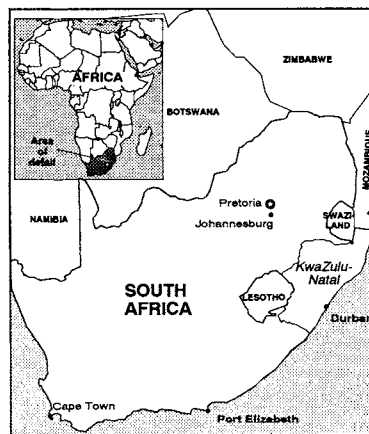 AFRICA
Area
of
detail
ZIMBABWE
BOTSWANA
MOZAMBIQUE
NAMIBIA
Pretoria
Johannesburg
SWAZI-
LAND
KwaZulu-
Natal
SOUTH
AFRICA
LESOTHO
Durban
Cape Town
Port Elizabeth